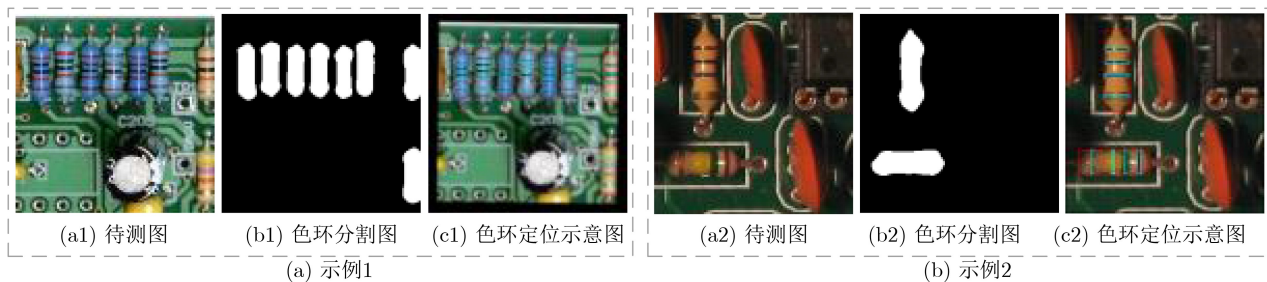 C205
(a1) 待测图
(b1) 色环分割图
(c1) 色环定位示意图
(a2) 待测图
(b2) 色环分割图
(c2) 色环定位示意图
(a) 示例1
(b) 示例2